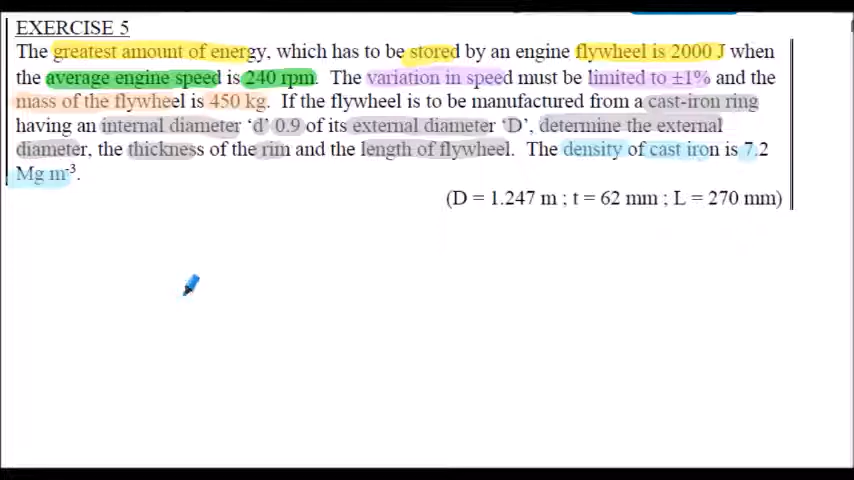 EXERCISE 5
The greatest amount of energy, which has to be stored by an engine flywheel is 2000 J when
the average engine speed is 240 rpm. The variation in speed must be limited to ±1% and the
mass of the flywheel is 450 kg. If the flywheel is to be manufactured from a cast-iron ring
having an internal diameter ‘d’ 0.9 of its external diameter ‘D’, determine the external
diameter, the thickness of the rim and the length of flywheel. The density of cast iron is 7.2
Mg m⁻³.
(D = 1.247 m ; t = 62 mm ; L = 270 mm)